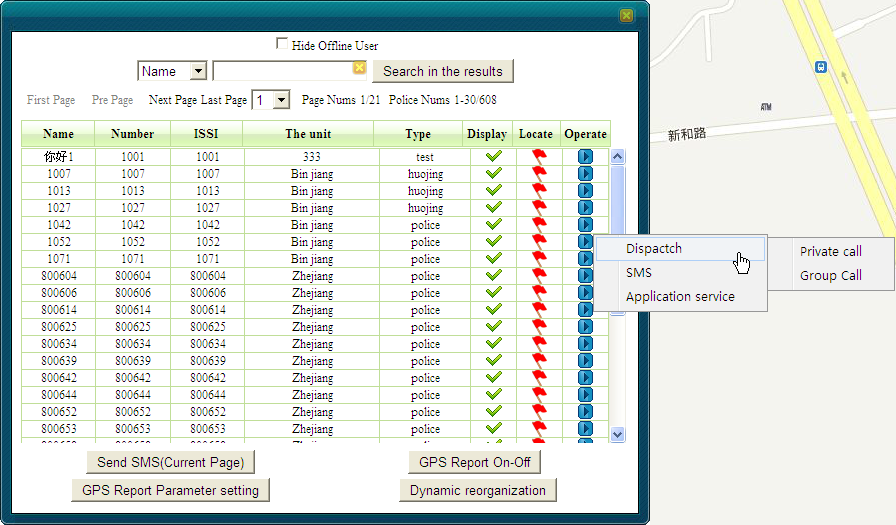 Hide Offline User
Name Search in the results
First Page Pre Page Next Page Last Page 1 Page Nums 1/21 Police Nums 1-30/608
Name Number ISSI The unit Type Display Locate Operate
你好1 1001 1001 333 test
1007 1007 1007 Bin jiang huojing
1013 1013 1013 Bin jiang huojing
1027 1027 1027 Bin jiang huojing
1042 1042 1042 Bin jiang police
1052 1052 1052 Bin jiang police
1071 1071 1071 Bin jiang police
800604 800604 800604 Zhejiang police
800606 800606 800606 Zhejiang police
800614 800614 800614 Zhejiang police
800625 800625 800625 Zhejiang police
800634 800634 800634 Zhejiang police
800639 800639 800639 Zhejiang police
800642 800642 800642 Zhejiang police
800644 800644 800644 Zhejiang police
800652 800652 800652 Zhejiang police
800653 800653 800653 Zhejiang police
Send SMS(Current Page) GPS Report On-Off
GPS Report Parameter setting Dynamic reorganization
Dispactch
SMS
Application service
Private call
Group Call
ATM
新和路